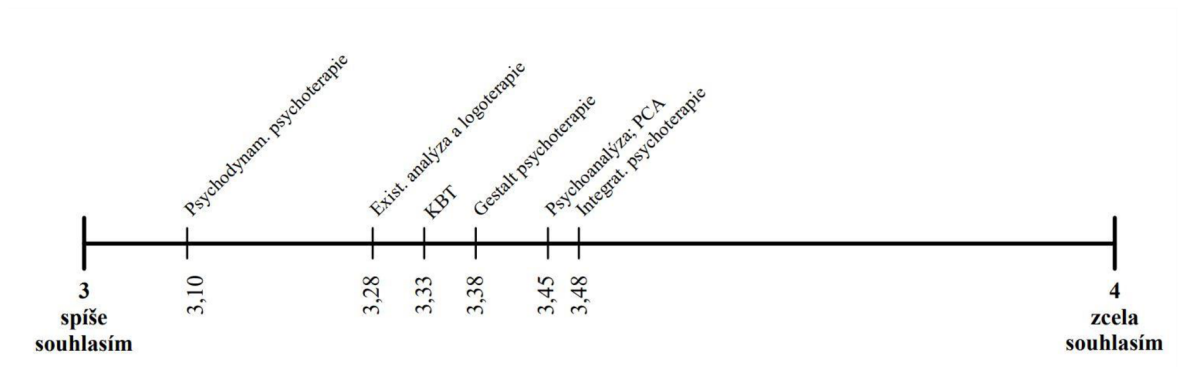 Psychodynam. psychoterapie
Exist. analýza a logoterapie
KBT
Gestalt psychoterapie
Psychoanalýza; PCA
Integrat. psychoterapie
3,10
3,28
3,33
3,38
3,45
3,48
3
spíše
souhlasím
4
zcela
souhlasím